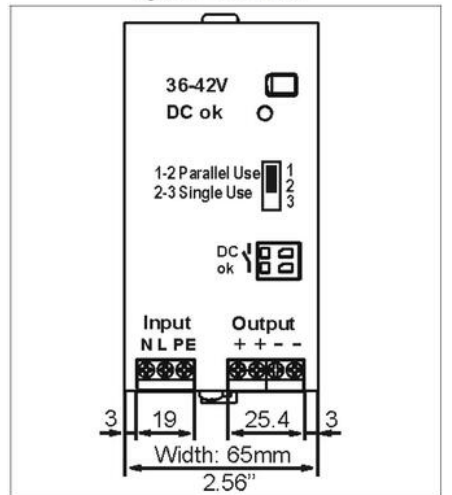 36-42V
DC ok
1-2 Parallel Use
2-3 Single Use
1
2
3
DC
ok
Input Output
N L PE + + - -
3 19 25.4 3
Width: 65mm
2.56"